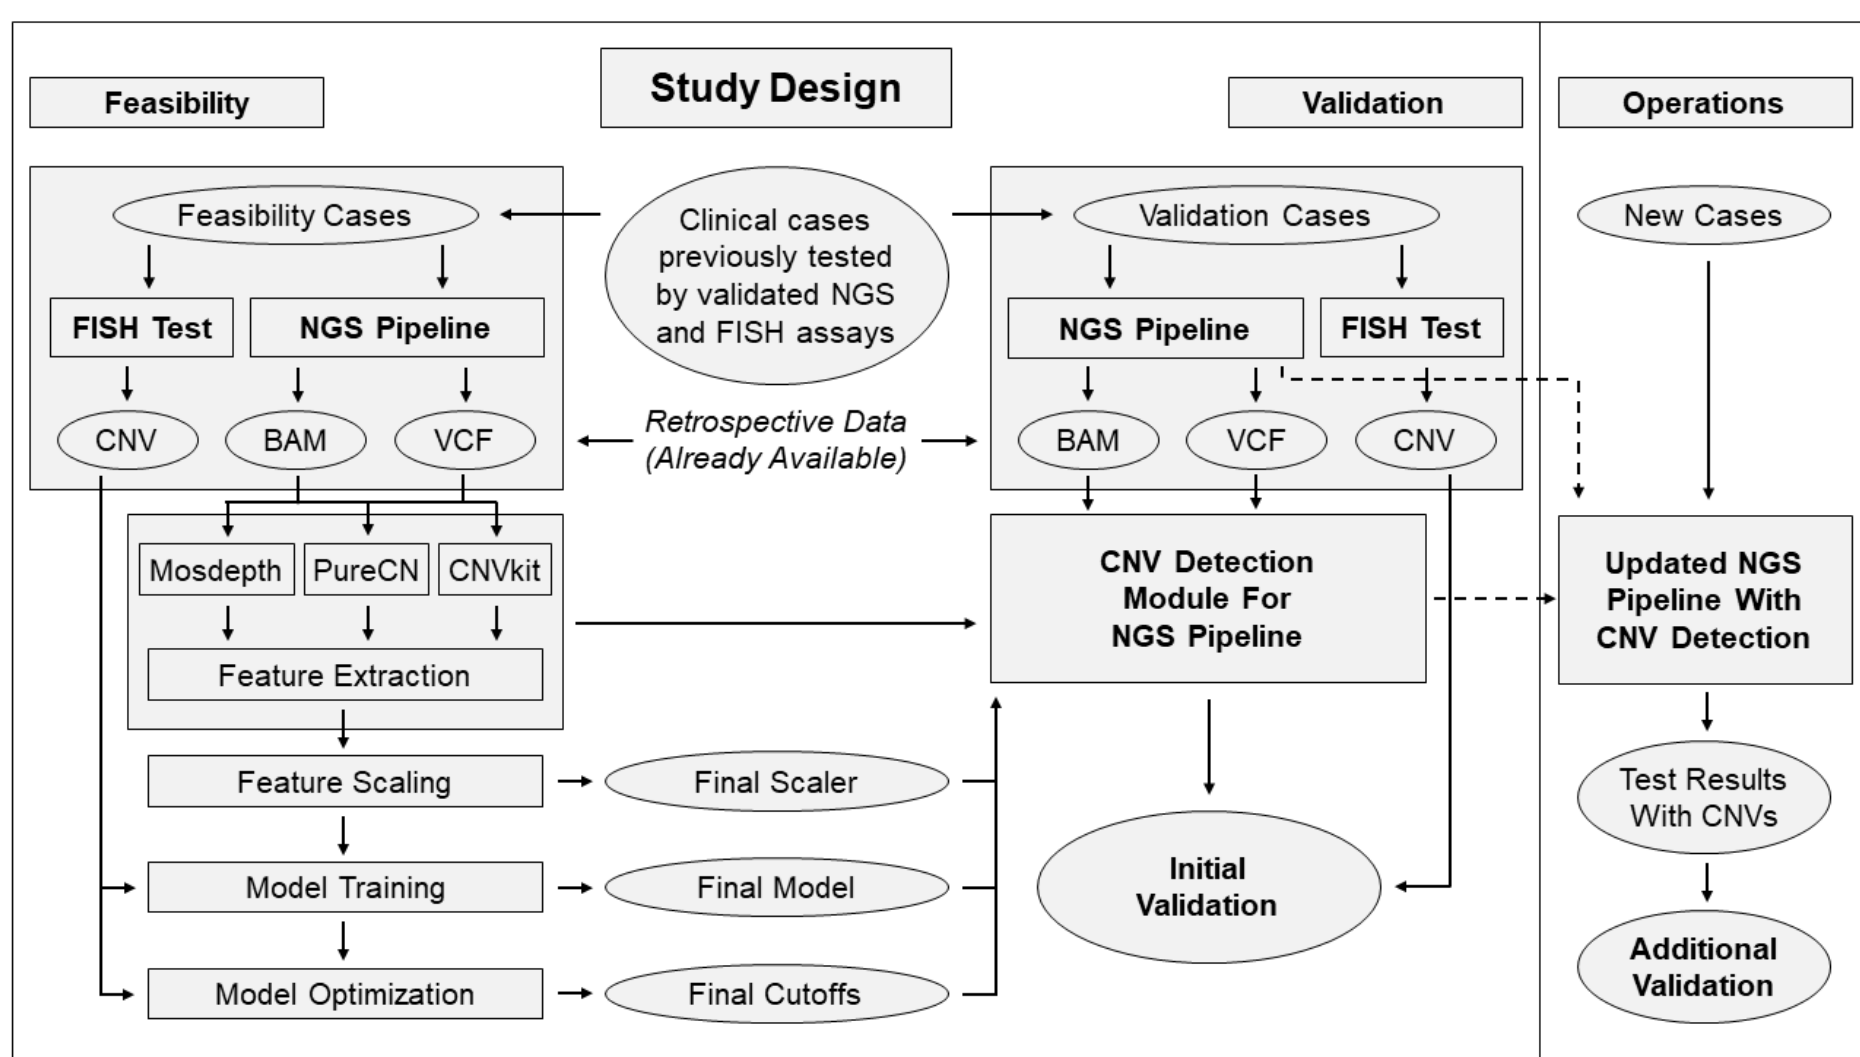 Study Design
Feasibility
Validation
Operations
Feasibility Cases
Clinical cases
previously tested
by validated NGS
and FISH assays
Validation Cases
New Cases
FISH Test
NGS Pipeline
NGS Pipeline
FISH Test
CNV
BAM
VCF
Retrospective Data
(Already Available)
BAM
VCF
CNV
Mosdepth
PureCN
CNVkit
CNV Detection
Module For
NGS Pipeline
Updated NGS
Pipeline With
CNV Detection
Feature Extraction
Feature Scaling
Final Scaler
Test Results
With CNVs
Model Training
Final Model
Initial
Validation
Model Optimization
Final Cutoffs
Additional
Validation